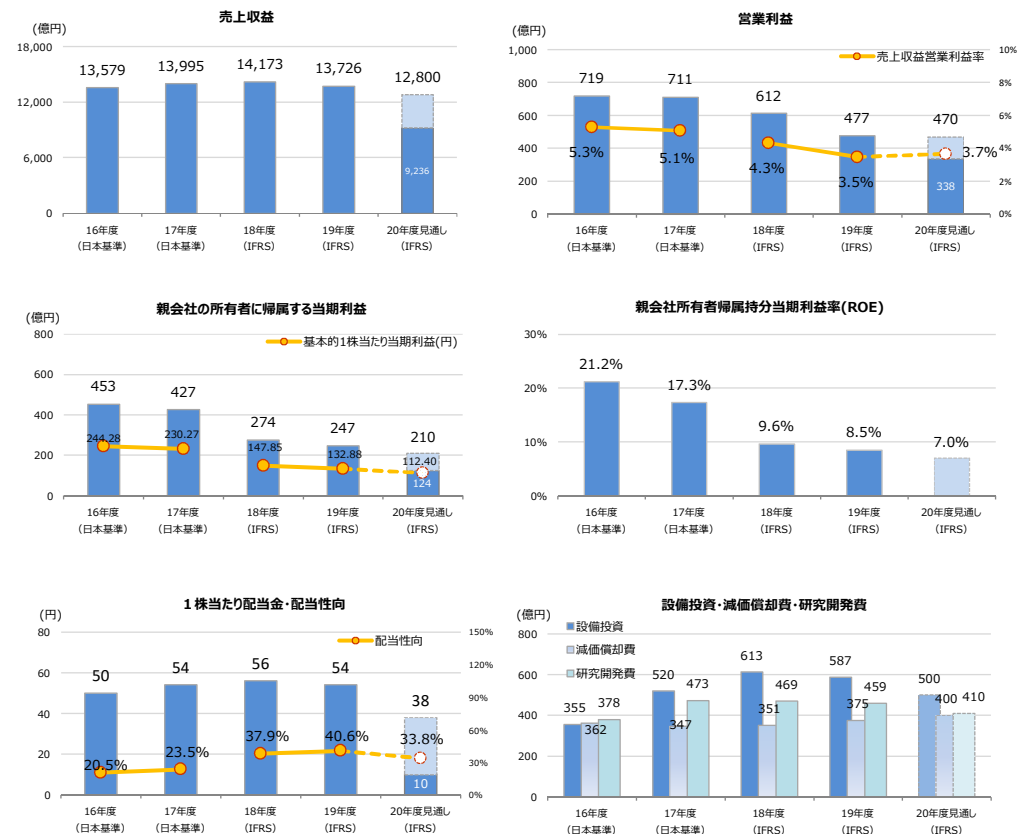 売上収益
(億円)
18,000
12,000
6,000
0
13,579
13,995
14,173
13,726
12,800
9,236
16年度
(日本基準)
17年度
(日本基準)
18年度
(IFRS)
19年度
(IFRS)
20年度見通し
(IFRS)
営業利益
(億円)
1,000
800
600
400
200
0
10%
8%
6%
4%
2%
0%
売上収益営業利益率
719
711
612
477
470
5.3%
5.1%
4.3%
3.5%
3.7%
338
16年度
(日本基準)
17年度
(日本基準)
18年度
(IFRS)
19年度
(IFRS)
20年度見通し
(IFRS)
親会社の所有者に帰属する当期利益
(億円)
800
600
400
200
0
基本的1株当たり当期利益(円)
453
427
274
247
210
244.28
230.27
147.85
132.88
112.40
124
16年度
(日本基準)
17年度
(日本基準)
18年度
(IFRS)
19年度
(IFRS)
20年度見通し
(IFRS)
親会社所有者帰属持分当期利益率(ROE)
30%
20%
10%
0%
21.2%
17.3%
9.6%
8.5%
7.0%
16年度
(日本基準)
17年度
(日本基準)
18年度
(IFRS)
19年度
(IFRS)
20年度見通し
(IFRS)
1株当たり配当金・配当性向
(円)
80
60
40
20
0
150%
120%
90%
60%
30%
0%
配当性向
50
54
56
54
38
20.5%
23.5%
37.9%
40.6%
33.8%
10
16年度
(日本基準)
17年度
(日本基準)
18年度
(IFRS)
19年度
(IFRS)
20年度見通し
(IFRS)
設備投資・減価償却費・研究開発費
(億円)
800
600
400
200
0
設備投資
減価償却費
研究開発費
355
362
378
520
347
473
613
351
469
587
375
459
500
400
410
16年度
(日本基準)
17年度
(日本基準)
18年度
(IFRS)
19年度
(IFRS)
20年度見通し
(IFRS)